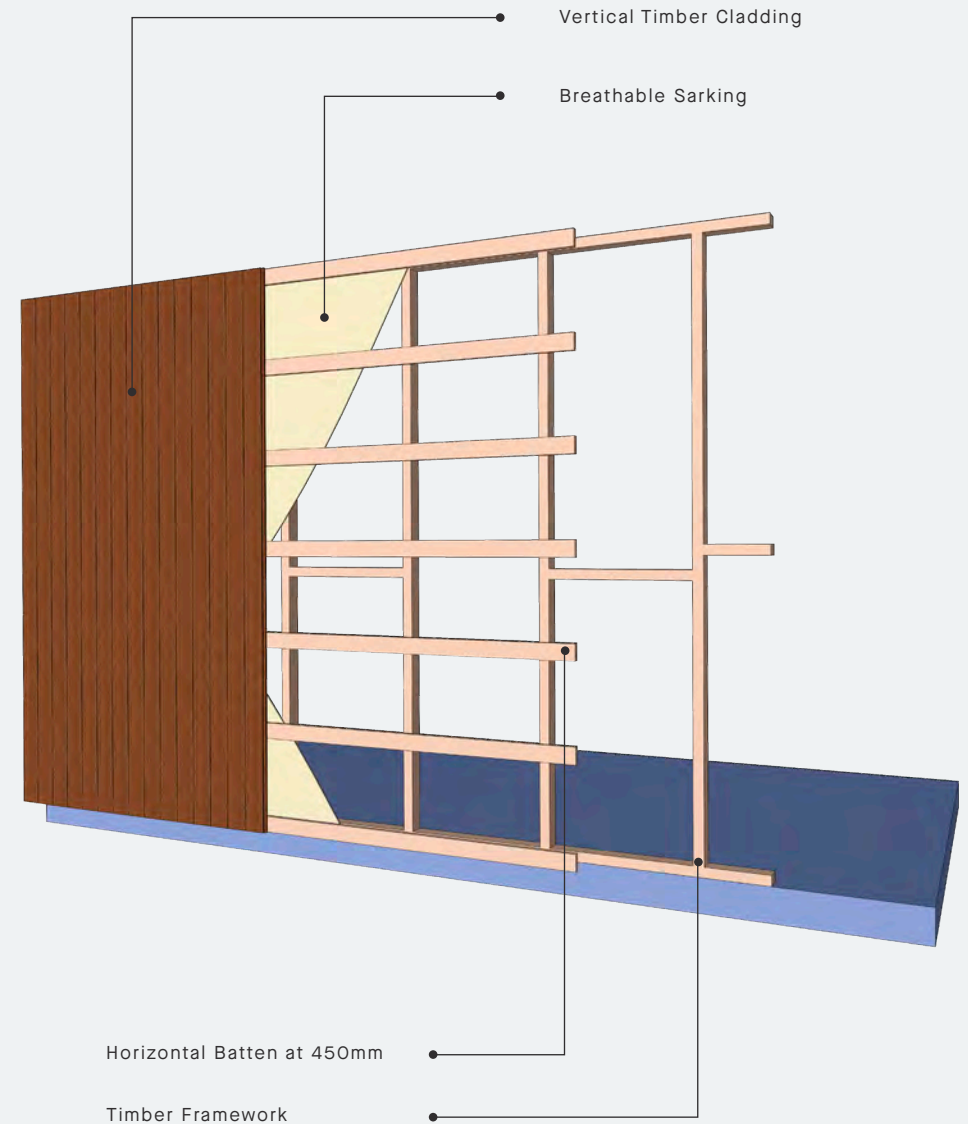 Vertical Timber Cladding
Breathable Sarking
Horizontal Batten at 450mm
Timber Framework